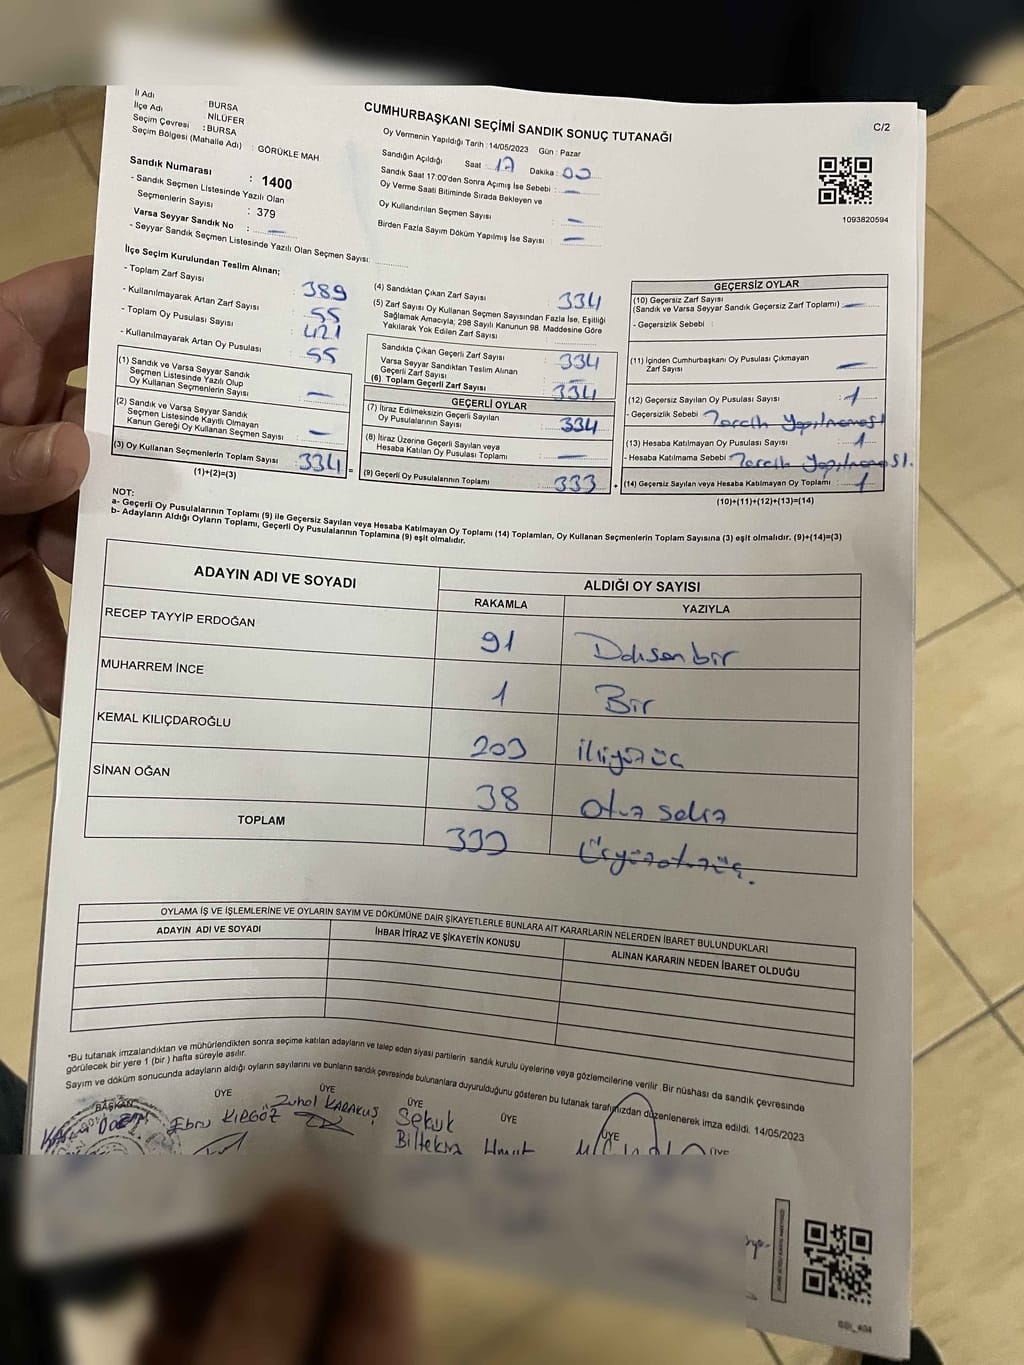 CUMHURBAŞKANI SEÇİMİ SANDIK SONUÇ TUTANAĞI
C/2
İl Adı : BURSA
İlçe Adı : NİLÜFER
Seçim Çevresi : BURSA
Seçim Bölgesi (Mahalle Adı) : GÖRÜKLE MAH
Sandık Numarası : 1400
- Sandık Seçmen Listesinde Yazılı Olan
Seçmenlerin Sayısı : 379
Varsa Seyyar Sandık No : —
- Seyyar Sandık Seçmen Listesinde Yazılı Olan Seçmen Sayısı:
Oy Vermenin Yapıldığı Tarih : 14/05/2023 Gün : Pazar
Sandığın Açıldığı Saat : 17 Dakika : 00
Sandık Saat 17:00'den Sonra Açımış İse Sebebi : —
Oy Verme Saati Bitiminde Sırada Bekleyen ve
Oy Kullandırılan Seçmen Sayısı : —
Birden Fazla Sayım Döküm Yapılmış İse Sayısı : —
1093820594
İlçe Seçim Kurulundan Teslim Alınan;
- Toplam Zarf Sayısı : 389
- Kullanılmayarak Artan Zarf Sayısı : 55
- Toplam Oy Pusulası Sayısı : 421
- Kullanılmayarak Artan Oy Pusulası : 55
(1) Sandık ve Varsa Seyyar Sandık
Seçmen Listesinde Yazılı Olup
Oy Kullanan Seçmenlerin Sayısı : —
(2) Sandık ve Varsa Seyyar Sandık
Seçmen Listesinde Kayıtlı Olmayan
Kanun Gereği Oy Kullanan Seçmen Sayısı : —
(3) Oy Kullanan Seçmenlerin Toplam Sayısı : 334 =
(1)+(2)=(3)
(4) Sandıktan Çıkan Zarf Sayısı : 334
(5) Zarf Sayısı Oy Kullanan Seçmen Sayısından Fazla İse, Eşitliği
Sağlamak Amacıyla; 298 Sayılı Kanunun 98. Maddesine Göre
Yakılarak Yok Edilen Zarf Sayısı :
Sandıkta Çıkan Geçerli Zarf Sayısı : 334
Varsa Seyyar Sandıktan Teslim Alınan
Geçerli Zarf Sayısı : —
(6) Toplam Geçerli Zarf Sayısı : 334
GEÇERLİ OYLAR
(7) İtiraz Edilmeksizin Geçerli Sayılan
Oy Pusulalarının Sayısı : 334
(8) İtiraz Üzerine Geçerli Sayılan veya
Hesaba Katılan Oy Pusulası Toplamı : —
(9) Geçerli Oy Pusulalarının Toplamı : 333 +
GEÇERSİZ OYLAR
(10) Geçersiz Zarf Sayısı
(Sandık ve Varsa Seyyar Sandık Geçersiz Zarf Toplamı) : —
- Geçersizlik Sebebi :
(11) İçinden Cumhurbaşkanı Oy Pusulası Çıkmayan
Zarf Sayısı : —
(12) Geçersiz Sayılan Oy Pusulası Sayısı : 1
- Geçersizlik Sebebi : Tercih Yapılmaması
(13) Hesaba Katılmayan Oy Pusulası Sayısı : 1
- Hesaba Katılmama Sebebi : Tercih Yapılmaması.
(14) Geçersiz Sayılan veya Hesaba Katılmayan Oy Toplamı : 1
(10)+(11)+(12)+(13)=(14)
NOT:
a- Geçerli Oy Pusulalarının Toplamı (9) ile Geçersiz Sayılan veya Hesaba Katılmayan Oy Toplamı (14) Toplamları, Oy Kullanan Seçmenlerin Toplam Sayısına (3) eşit olmalıdır. (9)+(14)=(3)
b- Adayların Aldığı Oyların Toplamı, Geçerli Oy Pusulalarının Toplamına (9) eşit olmalıdır.
ADAYIN ADI VE SOYADI ALDIĞI OY SAYISI
RAKAMLA YAZIYLA
RECEP TAYYİP ERDOĞAN 91 Doksan bir
MUHARREM İNCE 1 Bir
KEMAL KILIÇDAROĞLU 203 ikiyüzüç
SİNAN OĞAN 38 otuz sekiz
TOPLAM 333 Üçyüzotuzüç.
OYLAMA İŞ VE İŞLEMLERİNE VE OYLARIN SAYIM VE DÖKÜMÜNE DAİR ŞİKAYETLERLE BUNLARA AİT KARARLARIN NELERDEN İBARET BULUNDUKLARI
ADAYIN ADI VE SOYADI İHBAR İTİRAZ VE ŞİKAYETİN KONUSU ALINAN KARARIN NEDEN İBARET OLDUĞU
*Bu tutanak imzalandıktan ve mühürlendikten sonra seçime katılan adayların ve talep eden siyasi partilerin sandık kurulu üyelerine veya gözlemcilerine verilir Bir nüshası da sandık çevresinde
görülecek bir yere 1 (bir ) hafta süreyle asılır.
Sayım ve döküm sonucunda adayların aldığı oyların sayılarını ve bunların sandık çevresinde bulunanlara duyurulduğunu gösteren bu tutanak tarafımızdan düzenlenerek imza edildi. 14/05/2023
BAŞKAN ÜYE ÜYE ÜYE ÜYE ÜYE ÜYE
Ebru KIRGÖZ Zuhal KARAKUŞ